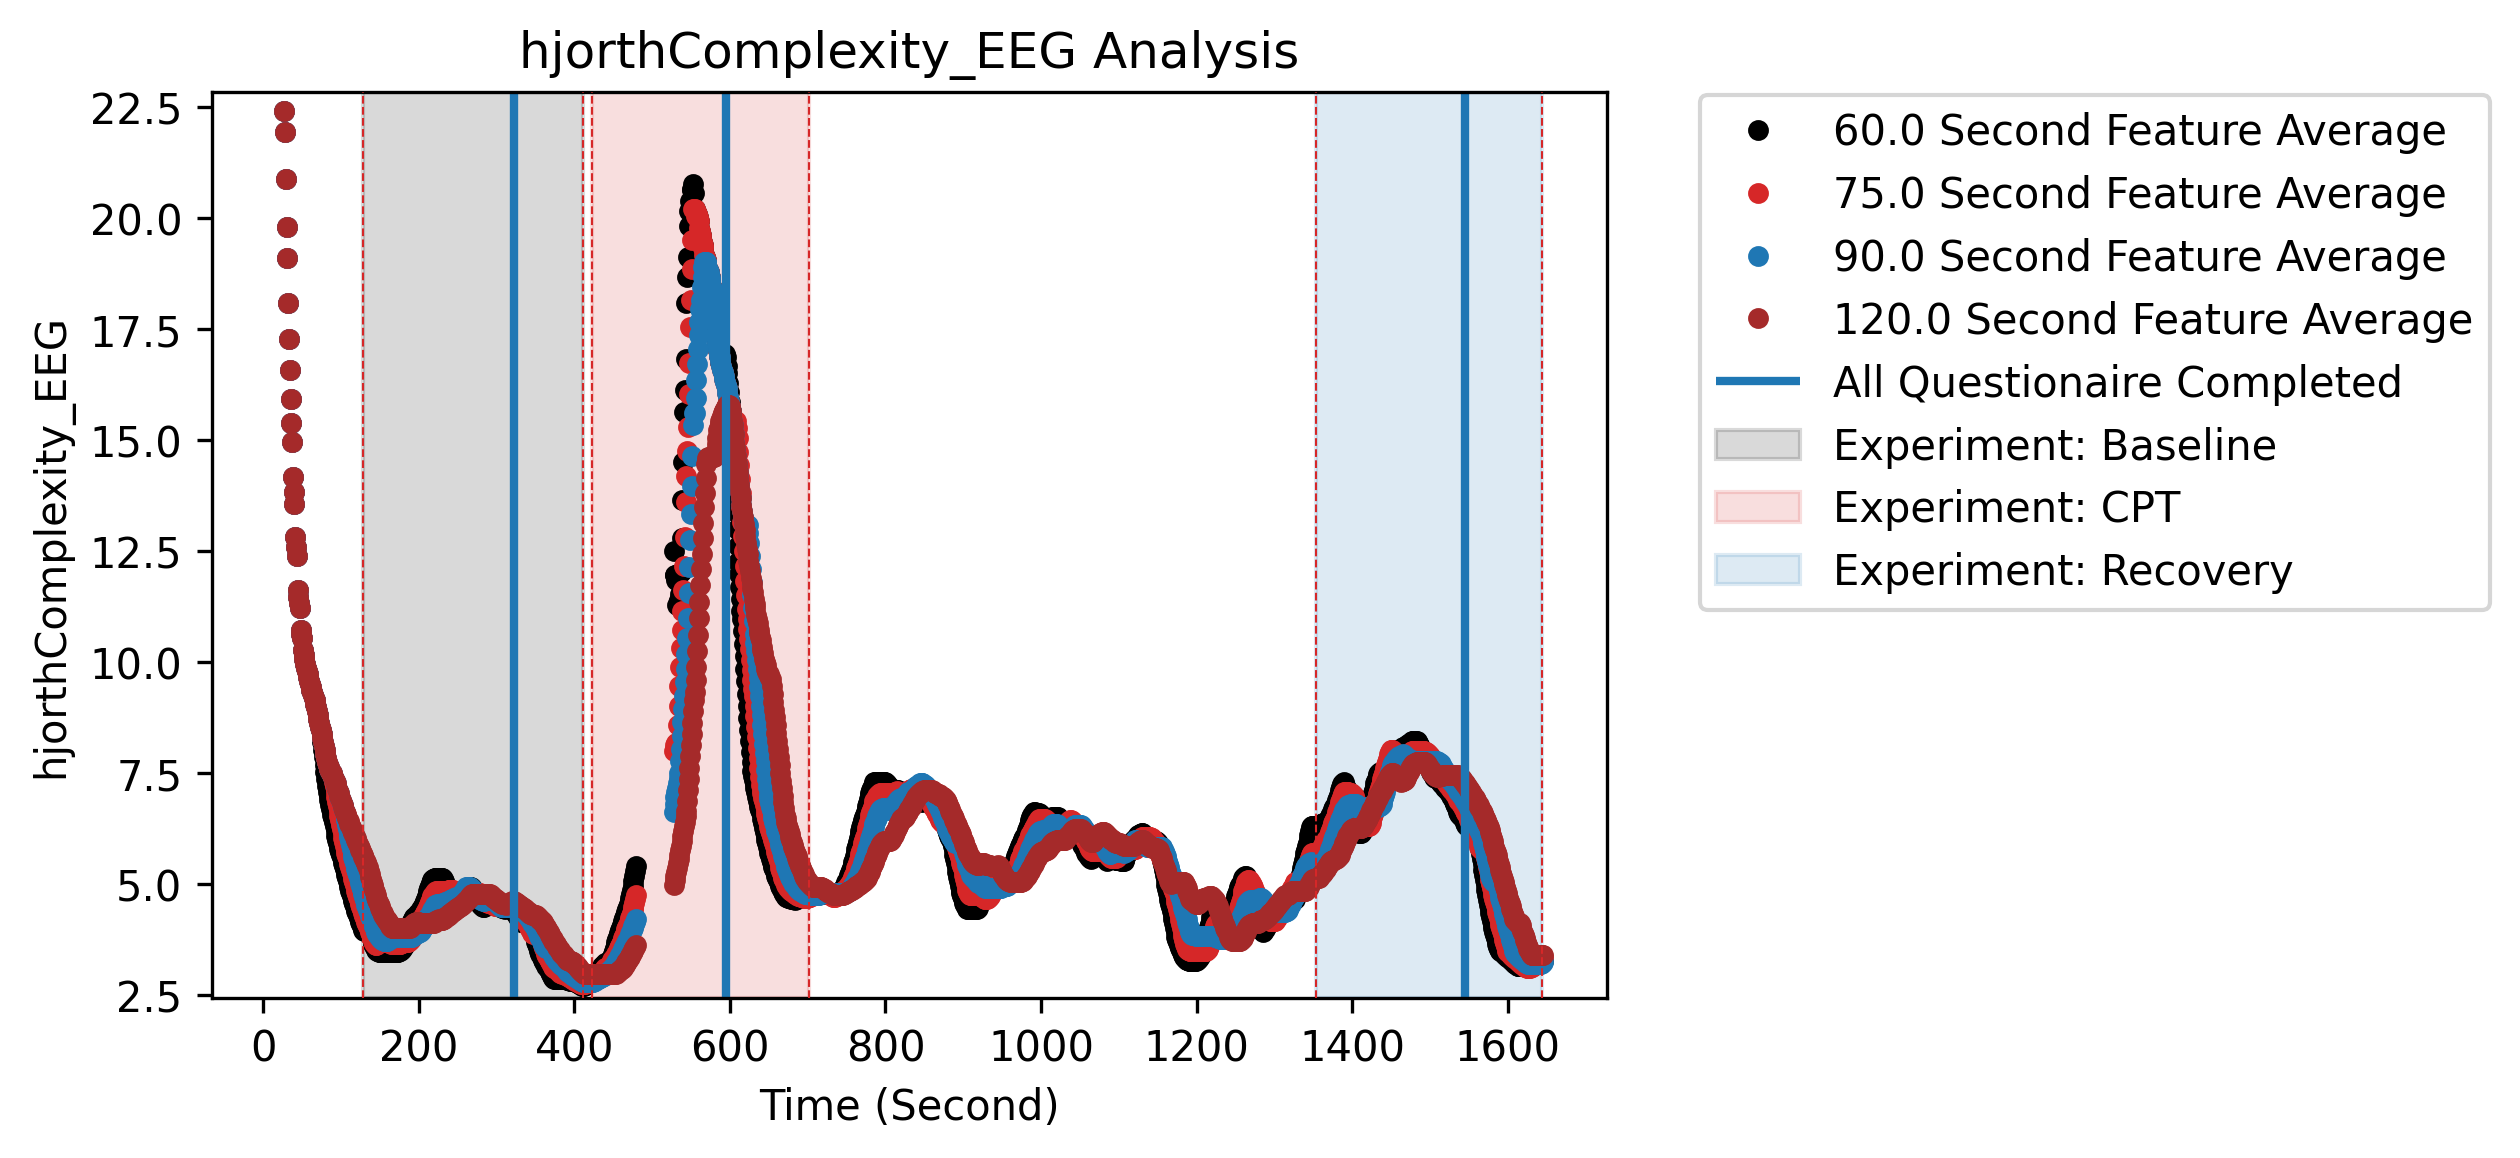 hjorthComplexity_EEG Analysis
hjorthComplexity_EEG
22.5
20.0
17.5
15.0
12.5
10.0
7.5
5.0
2.5
0 200 400 600 800 1000 1200 1400 1600
Time (Second)
60.0 Second Feature Average
75.0 Second Feature Average
90.0 Second Feature Average
120.0 Second Feature Average
All Questionaire Completed
Experiment: Baseline
Experiment: CPT
Experiment: Recovery